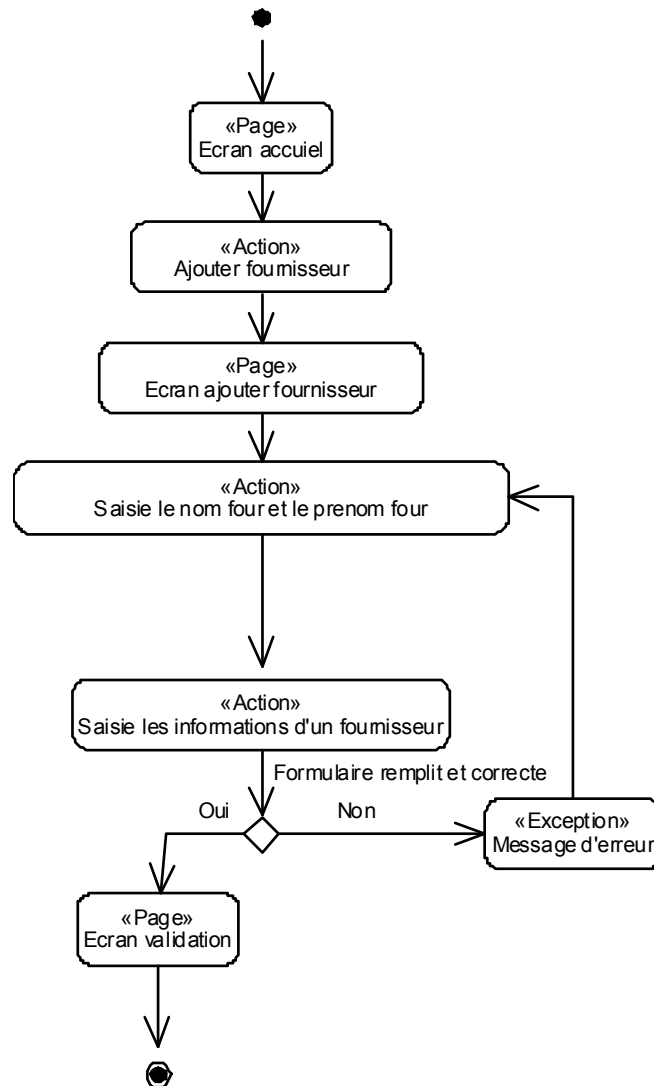 «Page»
Ecran accuiel
«Action»
Ajouter fournisseur
«Page»
Ecran ajouter fournisseur
«Action»
Saisie le nom four et le prenom four
«Action»
Saisie les informations d'un fournisseur
Formulaire remplit et correcte
Oui
Non
«Exception»
Message d'erreur
«Page»
Ecran validation